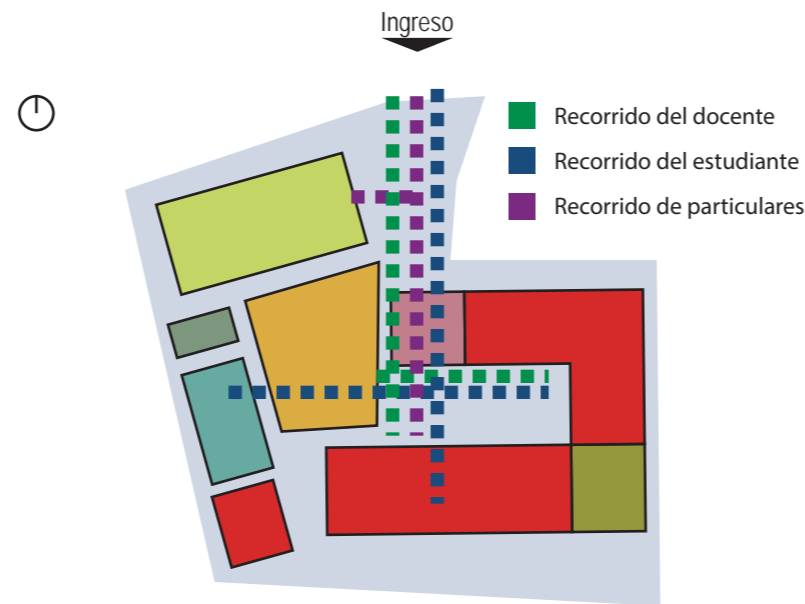 Ingreso
Recorrido del docente
Recorrido del estudiante
Recorrido de particulares